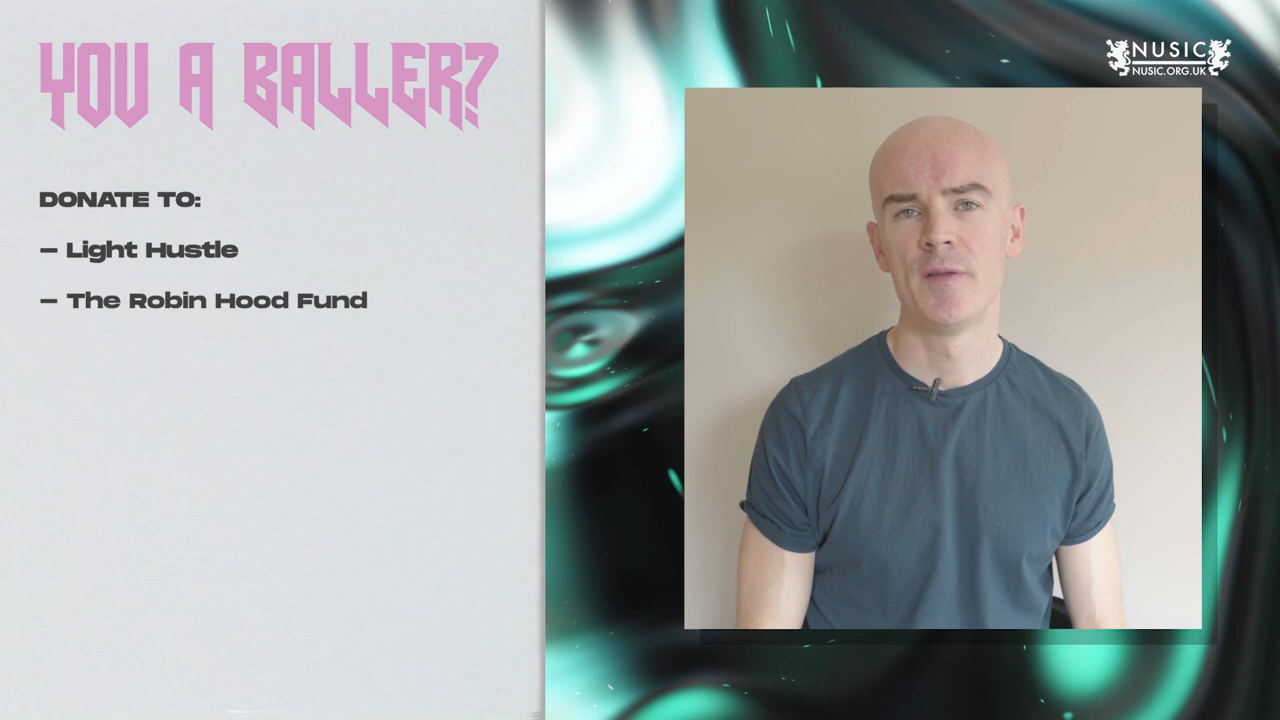 YOU A BALLER?
DONATE TO:
– Light Hustle
– The Robin Hood Fund
NUSIC
NUSIC.ORG.UK